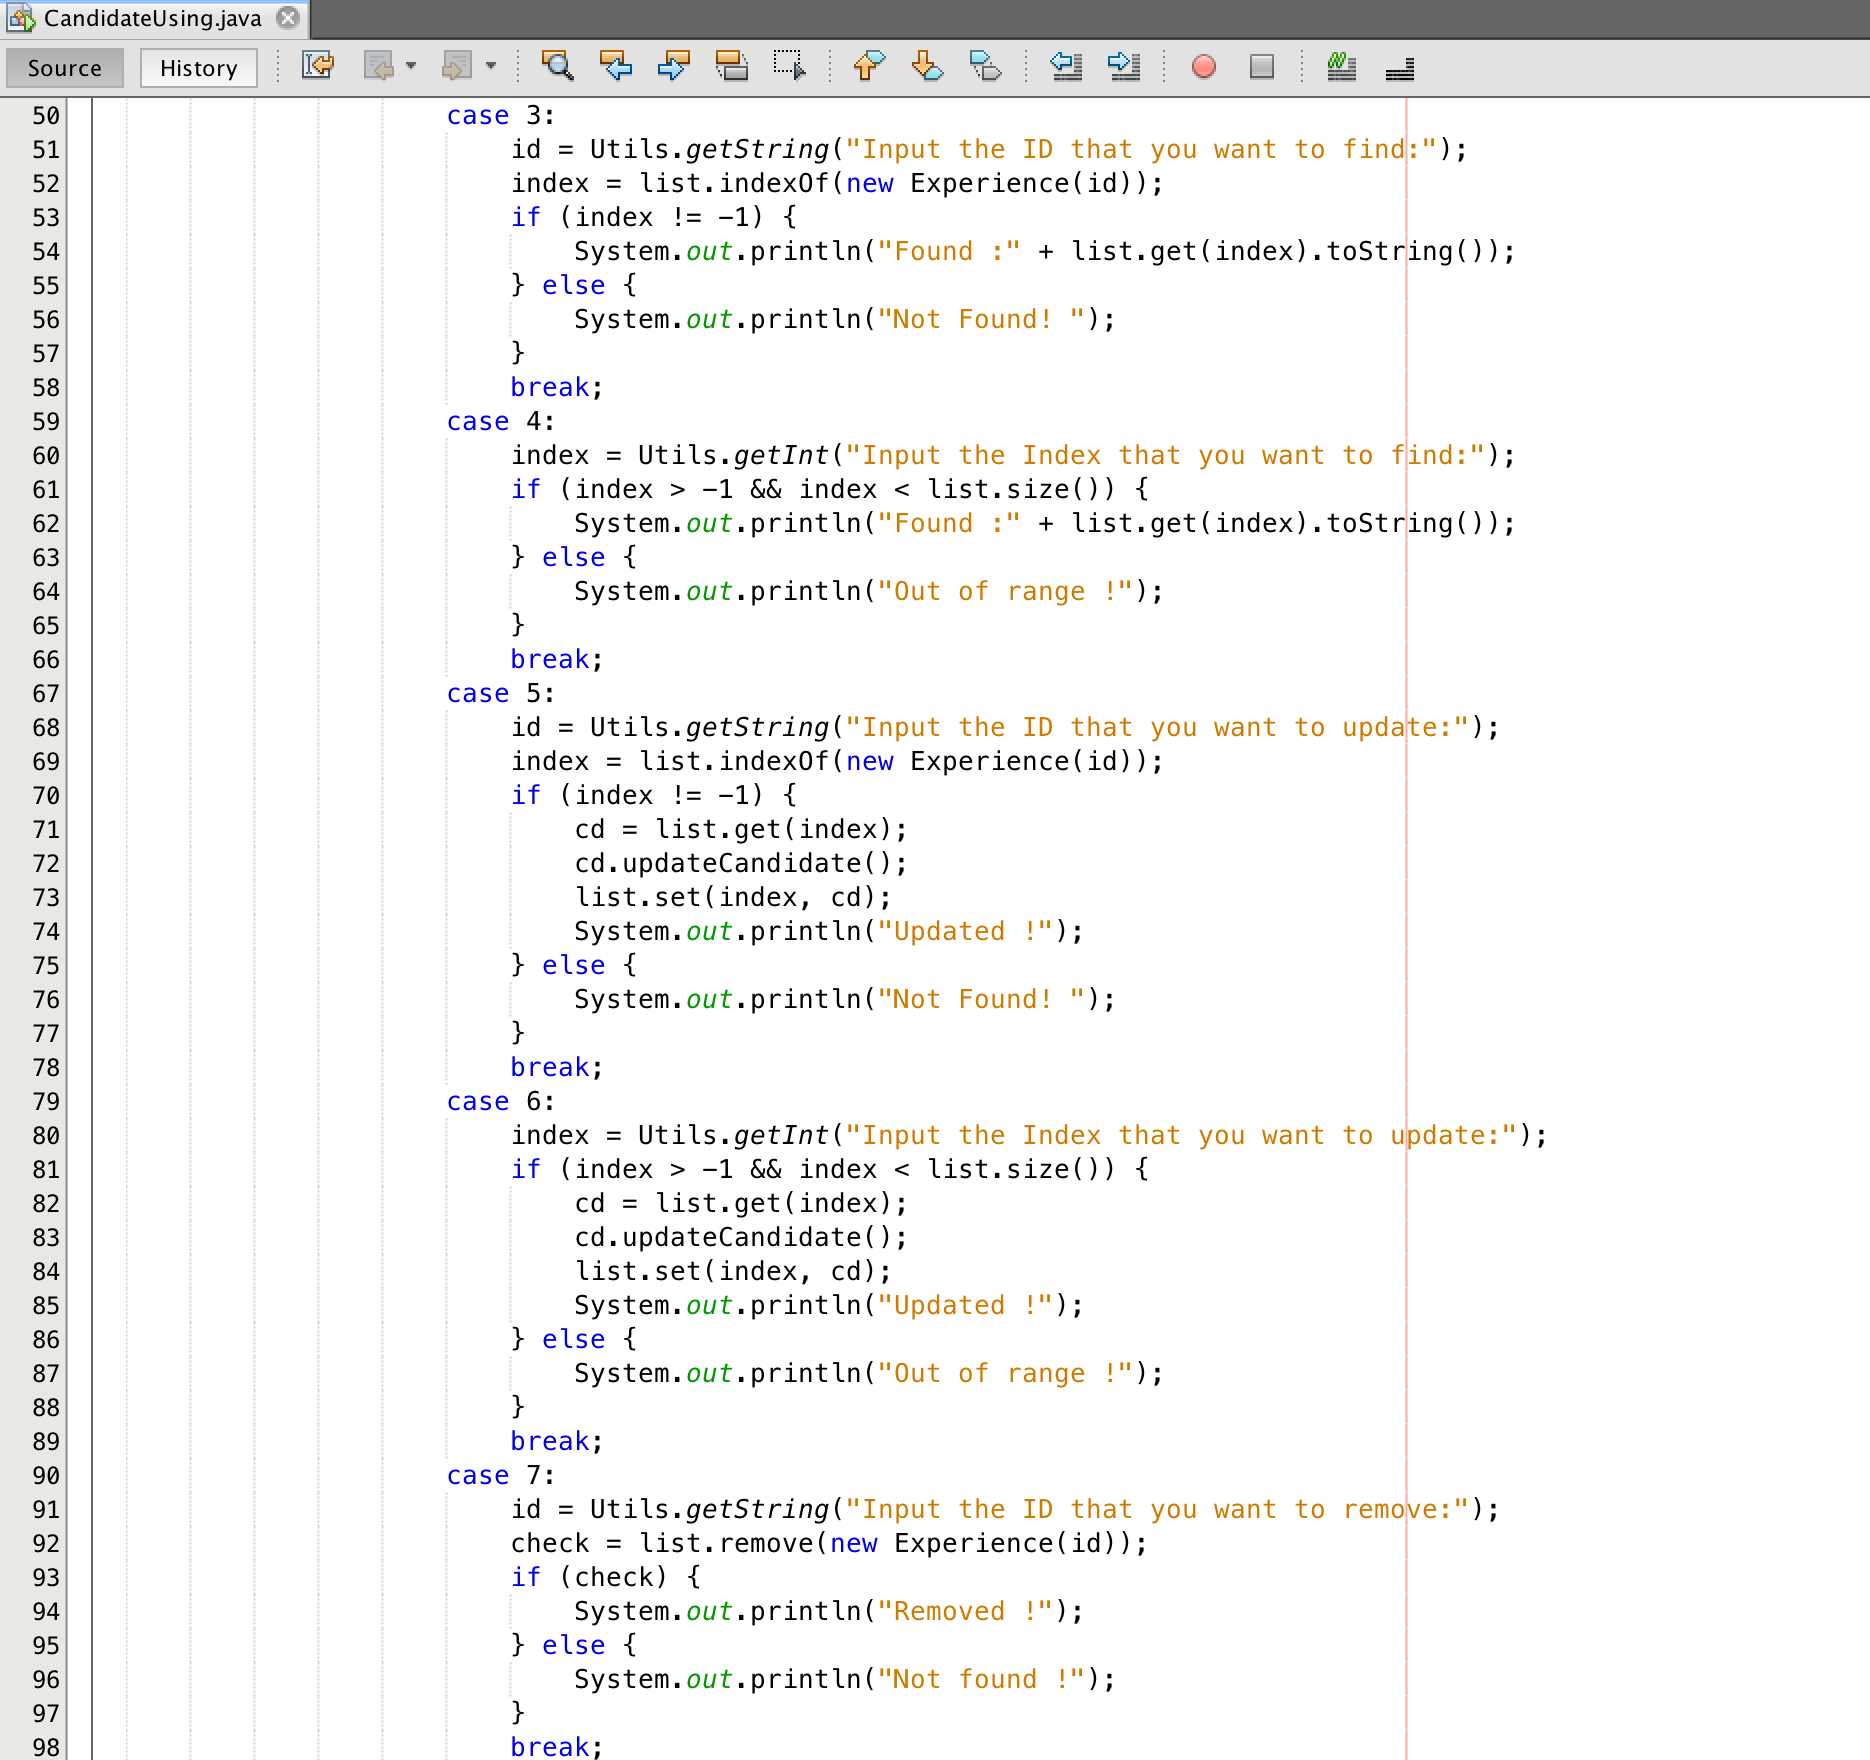 CandidateUsing.java
Source History
50 case 3:
51 id = Utils.getString("Input the ID that you want to find:");
52 index = list.indexOf(new Experience(id));
53 if (index != -1) {
54 System.out.println("Found :" + list.get(index).toString());
55 } else {
56 System.out.println("Not Found! ");
57 }
58 break;
59 case 4:
60 index = Utils.getInt("Input the Index that you want to find:");
61 if (index > -1 && index < list.size()) {
62 System.out.println("Found :" + list.get(index).toString());
63 } else {
64 System.out.println("Out of range !");
65 }
66 break;
67 case 5:
68 id = Utils.getString("Input the ID that you want to update:");
69 index = list.indexOf(new Experience(id));
70 if (index != -1) {
71 cd = list.get(index);
72 cd.updateCandidate();
73 list.set(index, cd);
74 System.out.println("Updated !");
75 } else {
76 System.out.println("Not Found! ");
77 }
78 break;
79 case 6:
80 index = Utils.getInt("Input the Index that you want to update:");
81 if (index > -1 && index < list.size()) {
82 cd = list.get(index);
83 cd.updateCandidate();
84 list.set(index, cd);
85 System.out.println("Updated !");
86 } else {
87 System.out.println("Out of range !");
88 }
89 break;
90 case 7:
91 id = Utils.getString("Input the ID that you want to remove:");
92 check = list.remove(new Experience(id));
93 if (check) {
94 System.out.println("Removed !");
95 } else {
96 System.out.println("Not found !");
97 }
98 break;